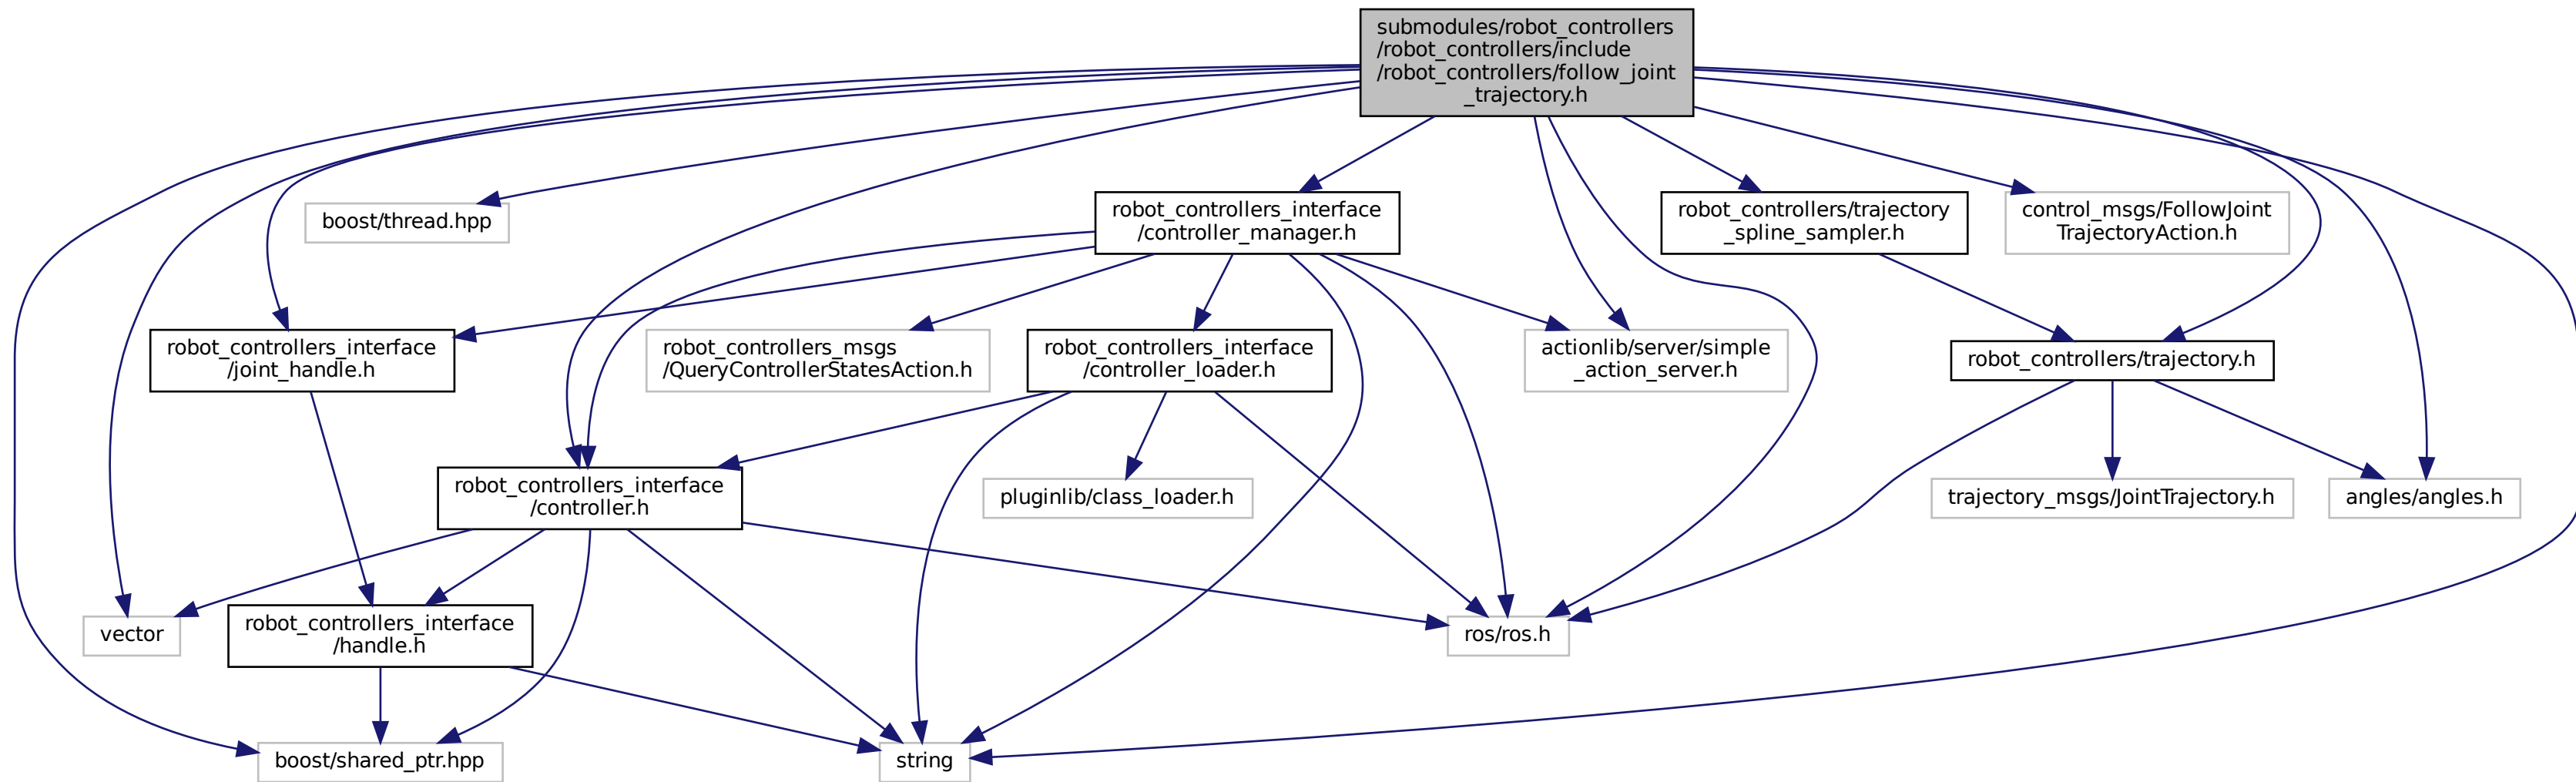 submodules/robot_controllers
/robot_controllers/include
/robot_controllers/follow_joint
_trajectory.h
boost/thread.hpp
robot_controllers_interface
/controller_manager.h
robot_controllers/trajectory
_spline_sampler.h
control_msgs/FollowJoint
TrajectoryAction.h
robot_controllers_interface
/joint_handle.h
robot_controllers_msgs
/QueryControllerStatesAction.h
robot_controllers_interface
/controller_loader.h
actionlib/server/simple
_action_server.h
robot_controllers/trajectory.h
robot_controllers_interface
/controller.h
pluginlib/class_loader.h
trajectory_msgs/JointTrajectory.h
angles/angles.h
vector
robot_controllers_interface
/handle.h
ros/ros.h
boost/shared_ptr.hpp
string